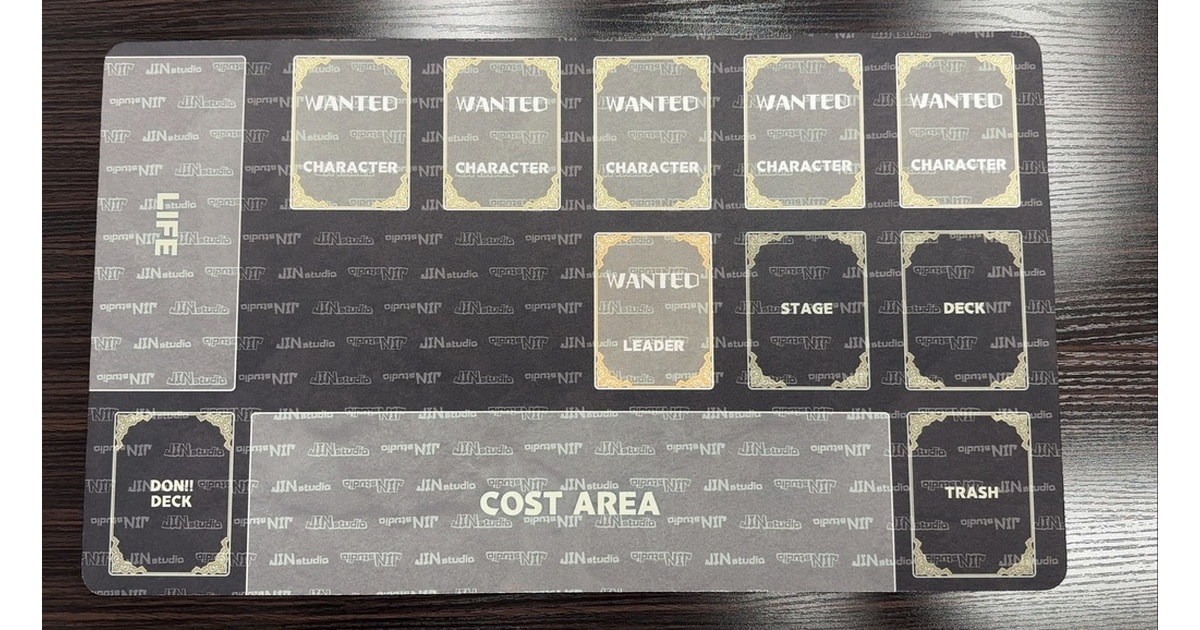 WANTED
CHARACTER
WANTED
CHARACTER
WANTED
CHARACTER
WANTED
CHARACTER
WANTED
CHARACTER
LIFE
WANTED
LEADER
STAGE
DECK
DON!!
DECK
COST AREA
TRASH
JIN studio